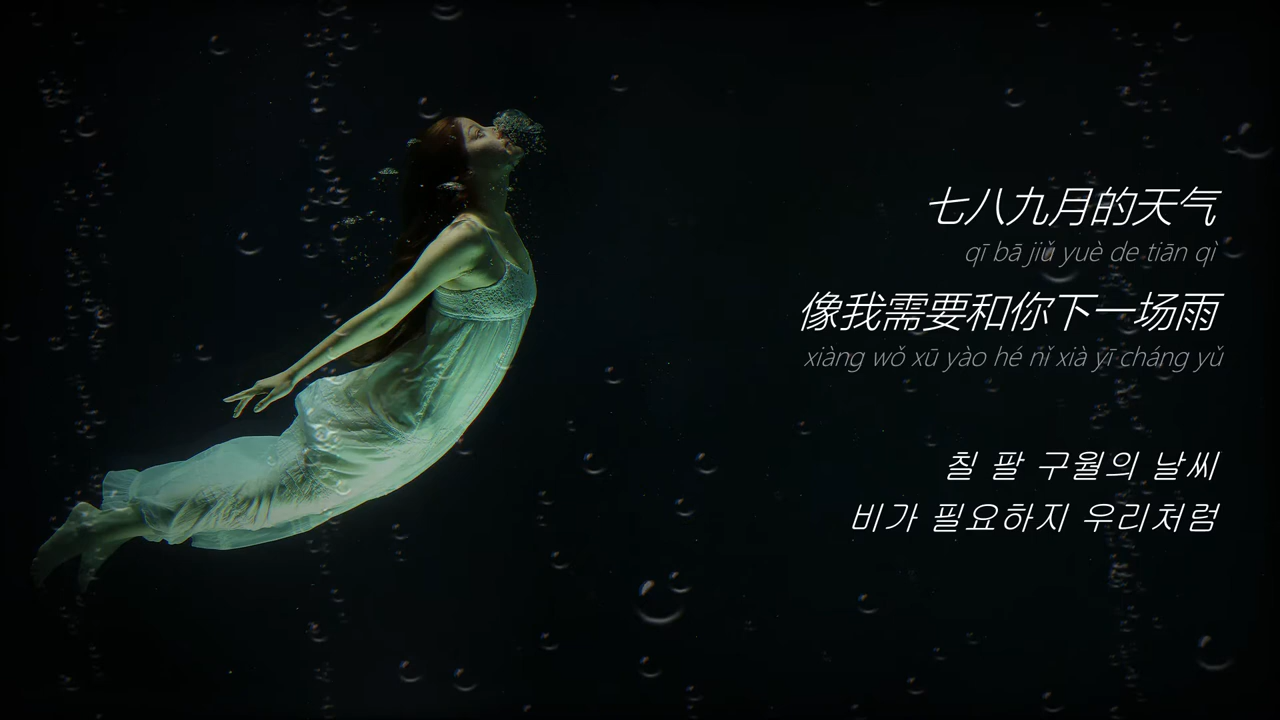 七八九月的天气
qī bā jiǔ yuè de tiān qì
像我需要和你下一场雨
xiàng wǒ xū yào hé nǐ xià yī cháng yǔ
칠 팔 구월의 날씨
비가 필요하지 우리처럼